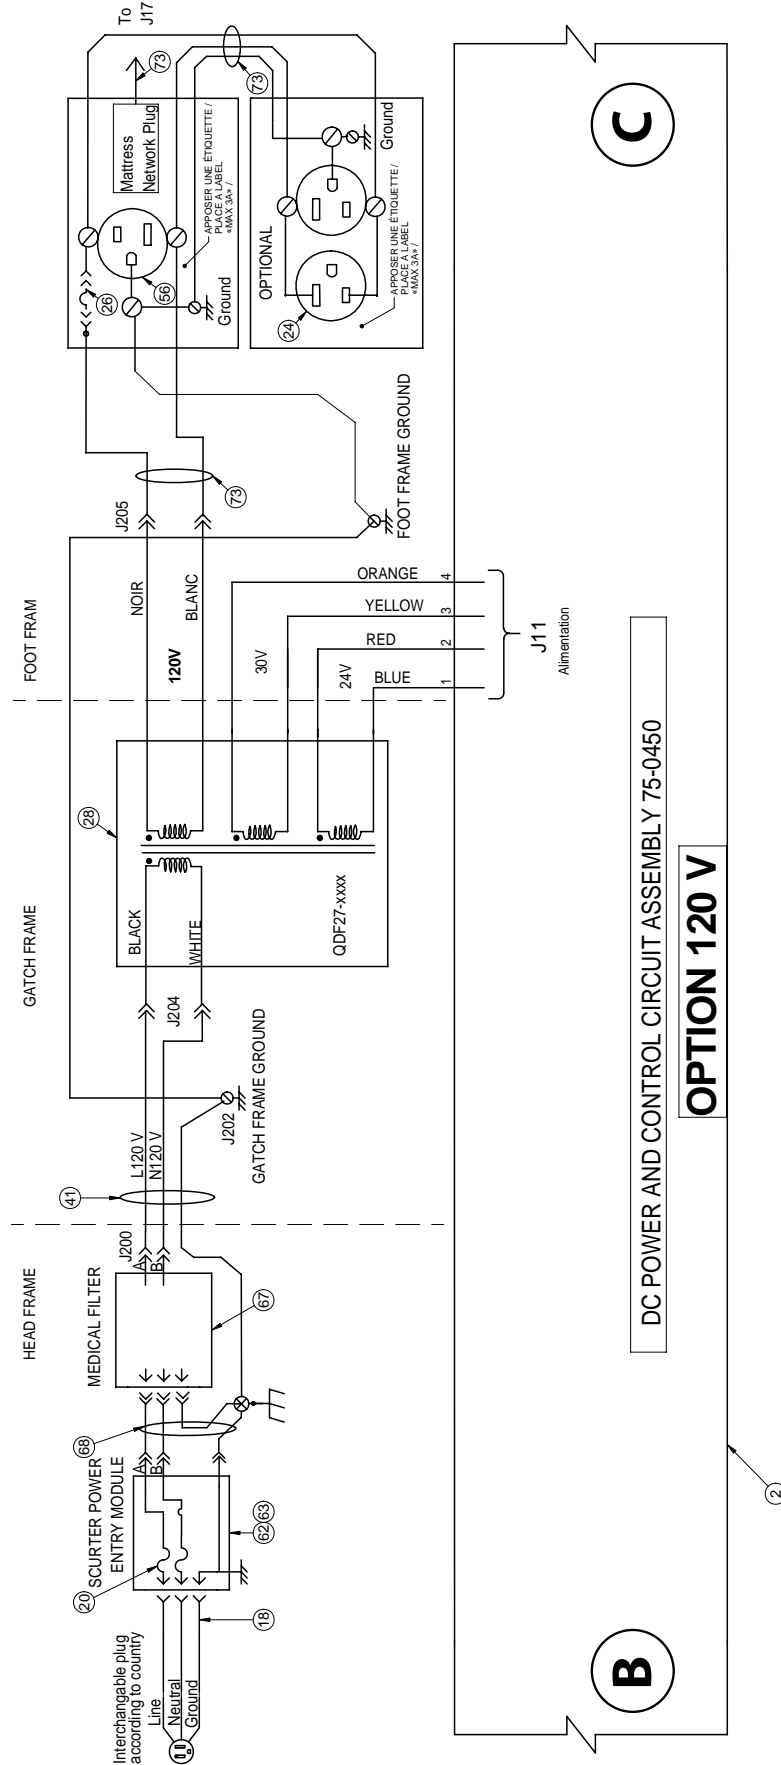 HEAD FRAME
GATCH FRAME
FOOT FRAM
Interchangable plug
according to country
Line
Neutral
Ground
18
20
SCURTER POWER
ENTRY MODULE
A
B
62
63
68
MEDICAL FILTER
67
A
B
J200
41
L120 V
N120 V
J202
GATCH FRAME GROUND
J204
BLACK
WHITE
28
QDF27-xxxx
NOIR
120V
BLANC
30V
24V
ORANGE
YELLOW
RED
BLUE
4
3
2
1
J11
Alimentation
J205
73
FOOT FRAME GROUND
26
56
Mattress
Network Plug
73
To
J17
APPOSER UNE ÉTIQUETTE /
PLACE A LABEL
«MAX 3A» /
Ground
73
OPTIONAL
24
APPOSER UNE ÉTIQUETTE /
PLACE A LABEL
«MAX 3A» /
Ground
B
C
DC POWER AND CONTROL CIRCUIT ASSEMBLY 75-0450
OPTION 120 V
2